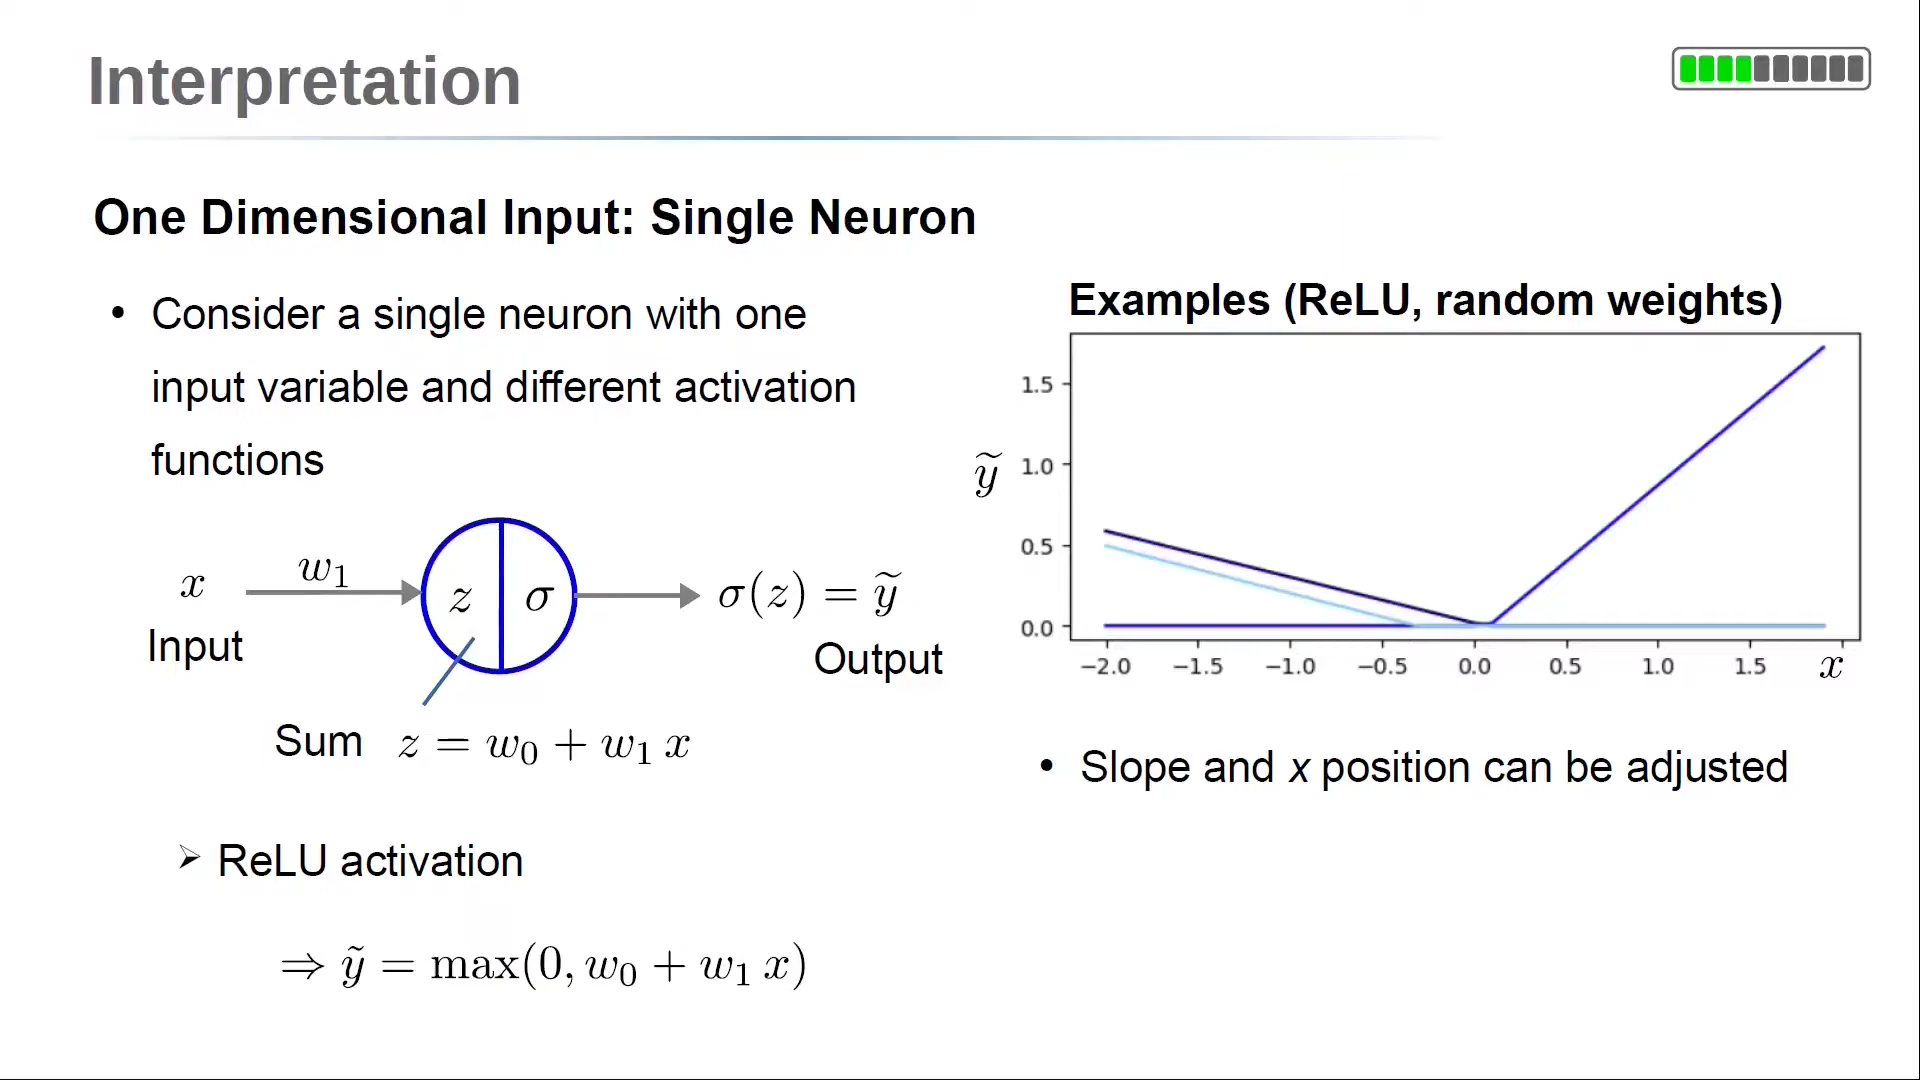 Interpretation
One Dimensional Input: Single Neuron
• Consider a single neuron with one
input variable and different activation
functions
x
w₁
z
σ
σ(z) = ỹ
Input
Output
Sum z = w₀ + w₁ x
➢ ReLU activation
⇒ ỹ = max(0, w₀ + w₁ x)
Examples (ReLU, random weights)
ỹ
1.5
1.0
0.5
0.0
−2.0 −1.5 −1.0 −0.5 0.0 0.5 1.0 1.5 x
• Slope and x position can be adjusted